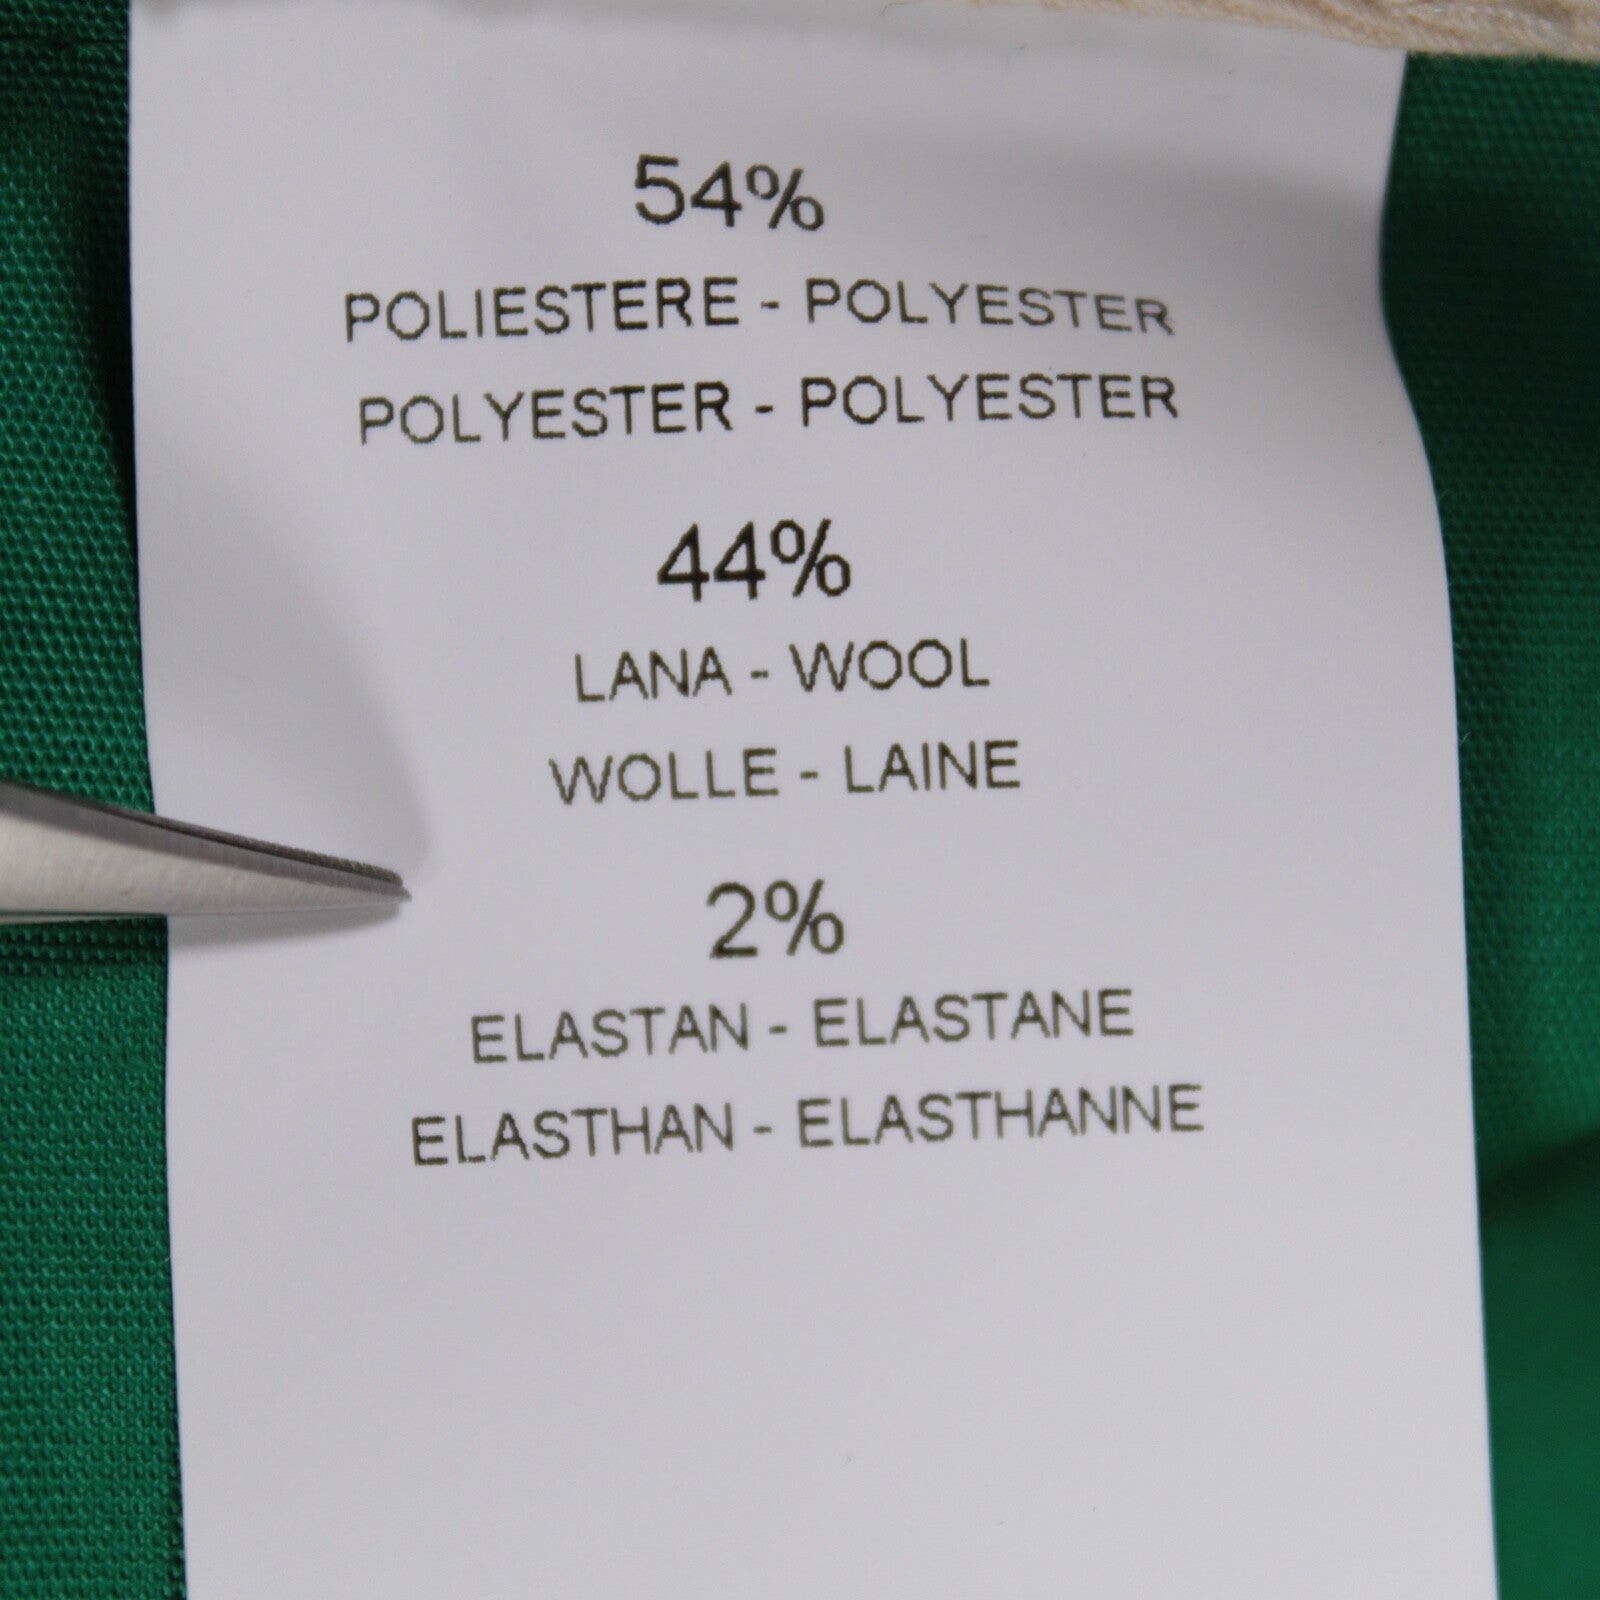 54%
POLIESTERE - POLYESTER
POLYESTER - POLYESTER
44%
LANA - WOOL
WOLLE - LAINE
2%
ELASTAN - ELASTANE
ELASTHAN - ELASTHANNE